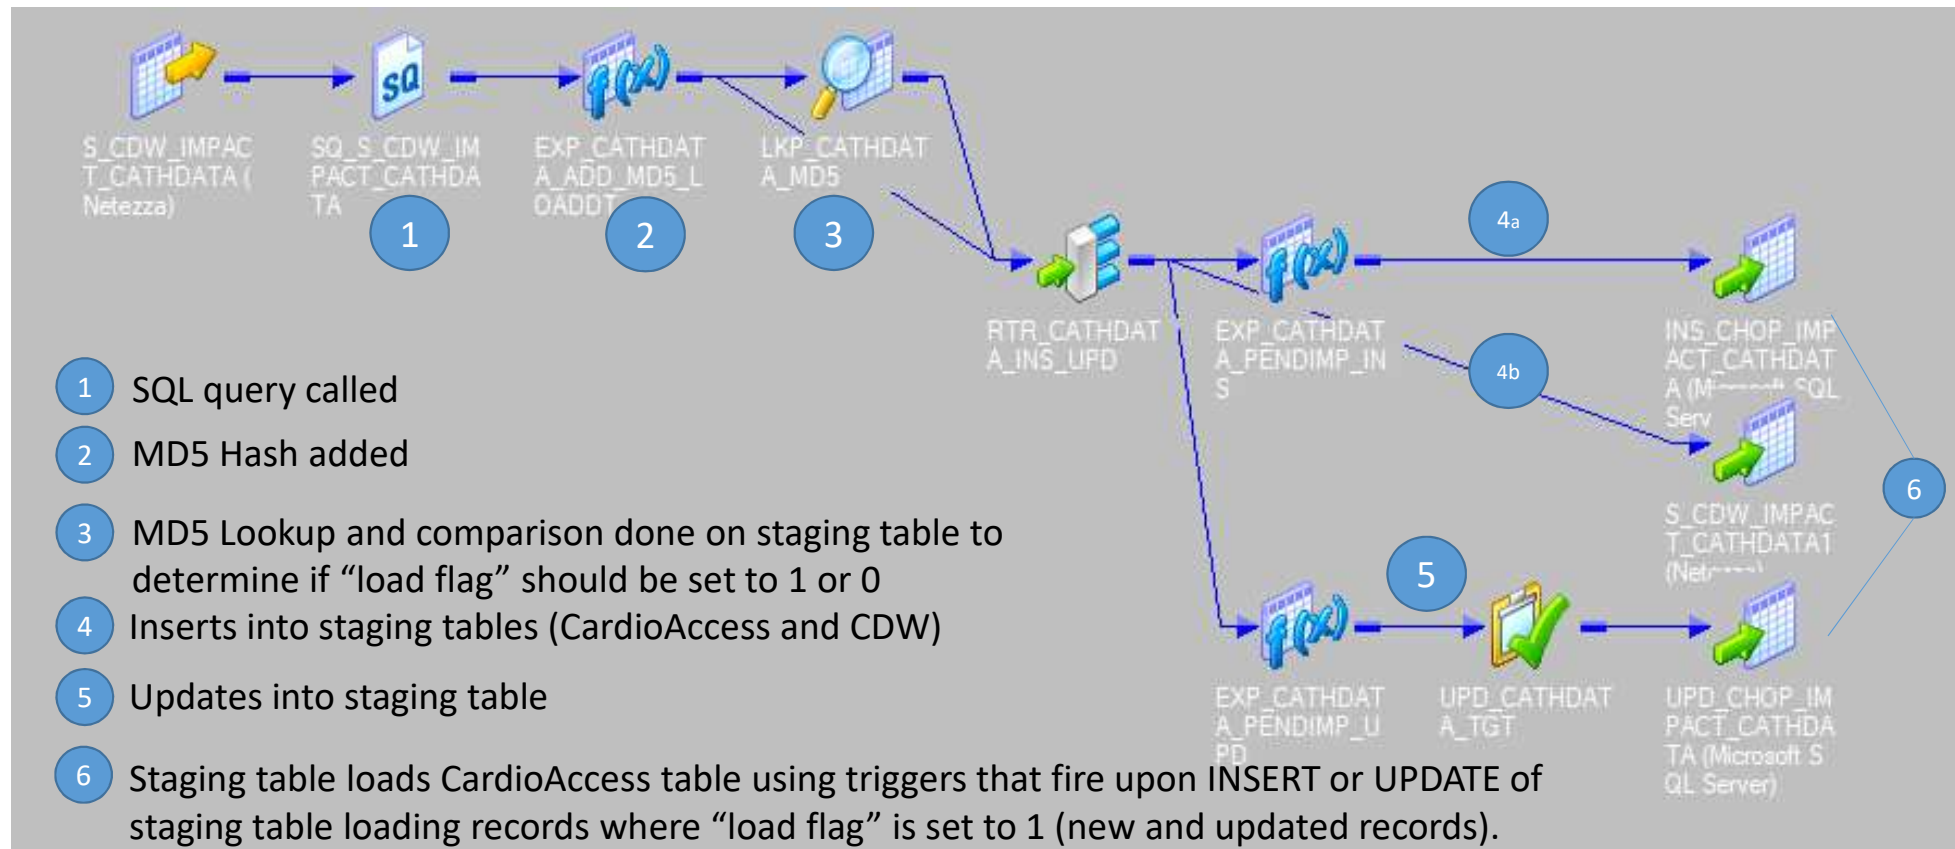 S_CDW_IMPAC
T_CATHDATA (
Netezza)
SQ_S_CDW_IM
PACT_CATHDA
TA
EXP_CATHDAT
A_ADD_MD5_L
OADDT
LKP_CATHDAT
A_MD5
1
2
3
4a
4b
RTR_CATHDAT
A_INS_UPD
EXP_CATHDAT
A_PENDIMP_IN
S
INS_CHOP_IMP
ACT_CATHDAT
SQL
Serv
6
S_CDW_IMPAC
T_CATHDATA1
5
EXP_CATHDAT
A_PENDIMP_U
PD
UPD_CATHDAT
A_TGT
UPD_CHOP_IM
PACT_CATHDA
TA (Microsoft S
QL Server)
1 SQL query called
2 MD5 Hash added
3 MD5 Lookup and comparison done on staging table to
determine if “load flag” should be set to 1 or 0
4 Inserts into staging tables (CardioAccess and CDW)
5 Updates into staging table
6 Staging table loads CardioAccess table using triggers that fire upon INSERT or UPDATE of
staging table loading records where “load flag” is set to 1 (new and updated records).